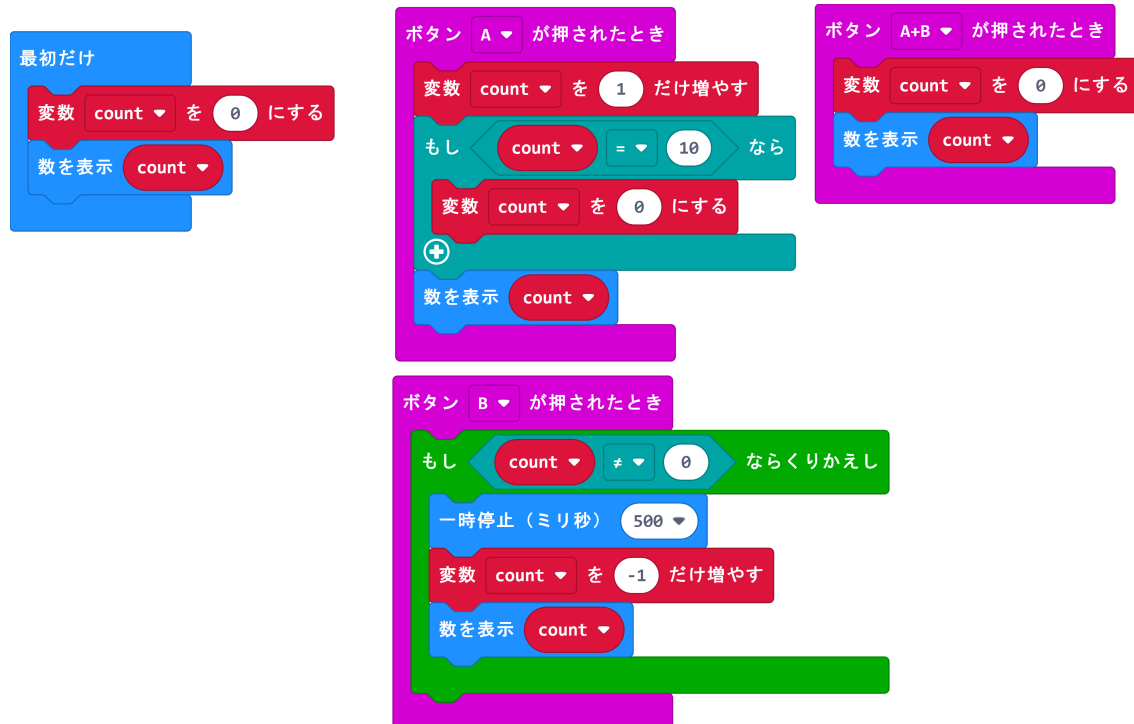 最初だけ
変数 count を 0 にする
数を表示 count
ボタン A が押されたとき
変数 count を 1 だけ増やす
もし count = 10 なら
変数 count を 0 にする
数を表示 count
ボタン A+B が押されたとき
変数 count を 0 にする
数を表示 count
ボタン B が押されたとき
もし count ≠ 0 ならくりかえし
一時停止（ミリ秒） 500
変数 count を -1 だけ増やす
数を表示 count